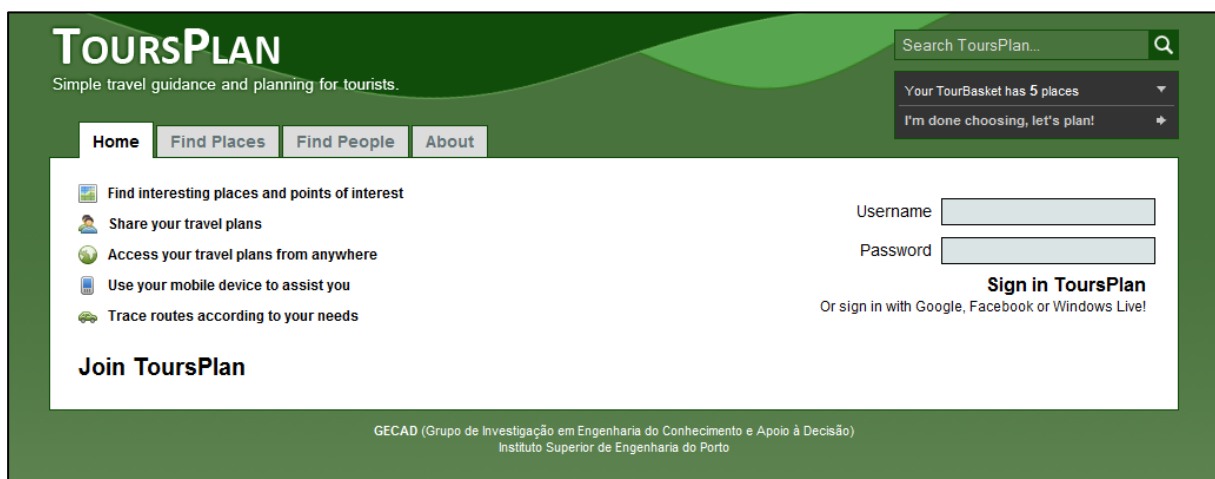 TOURSPLAN
Simple travel guidance and planning for tourists.
Search ToursPlan...
Your TourBasket has 5 places
I'm done choosing, let's plan!
Home
Find Places
Find People
About
Find interesting places and points of interest
Share your travel plans
Access your travel plans from anywhere
Use your mobile device to assist you
Trace routes according to your needs
Join ToursPlan
Username
Password
Sign in ToursPlan
Or sign in with Google, Facebook or Windows Live!
GECAD (Grupo de Investigação em Engenharia do Conhecimento e Apoio à Decisão)
Instituto Superior de Engenharia do Porto